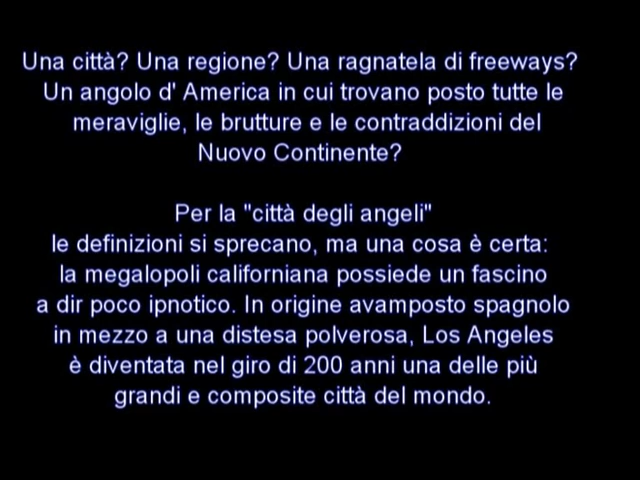 Una città? Una regione? Una ragnatela di freeways?
Un angolo d' America in cui trovano posto tutte le
meraviglie, le brutture e le contraddizioni del
Nuovo Continente?
Per la "città degli angeli"
le definizioni si sprecano, ma una cosa è certa:
la megalopoli californiana possiede un fascino
a dir poco ipnotico. In origine avamposto spagnolo
in mezzo a una distesa polverosa, Los Angeles
è diventata nel giro di 200 anni una delle più
grandi e composite città del mondo.